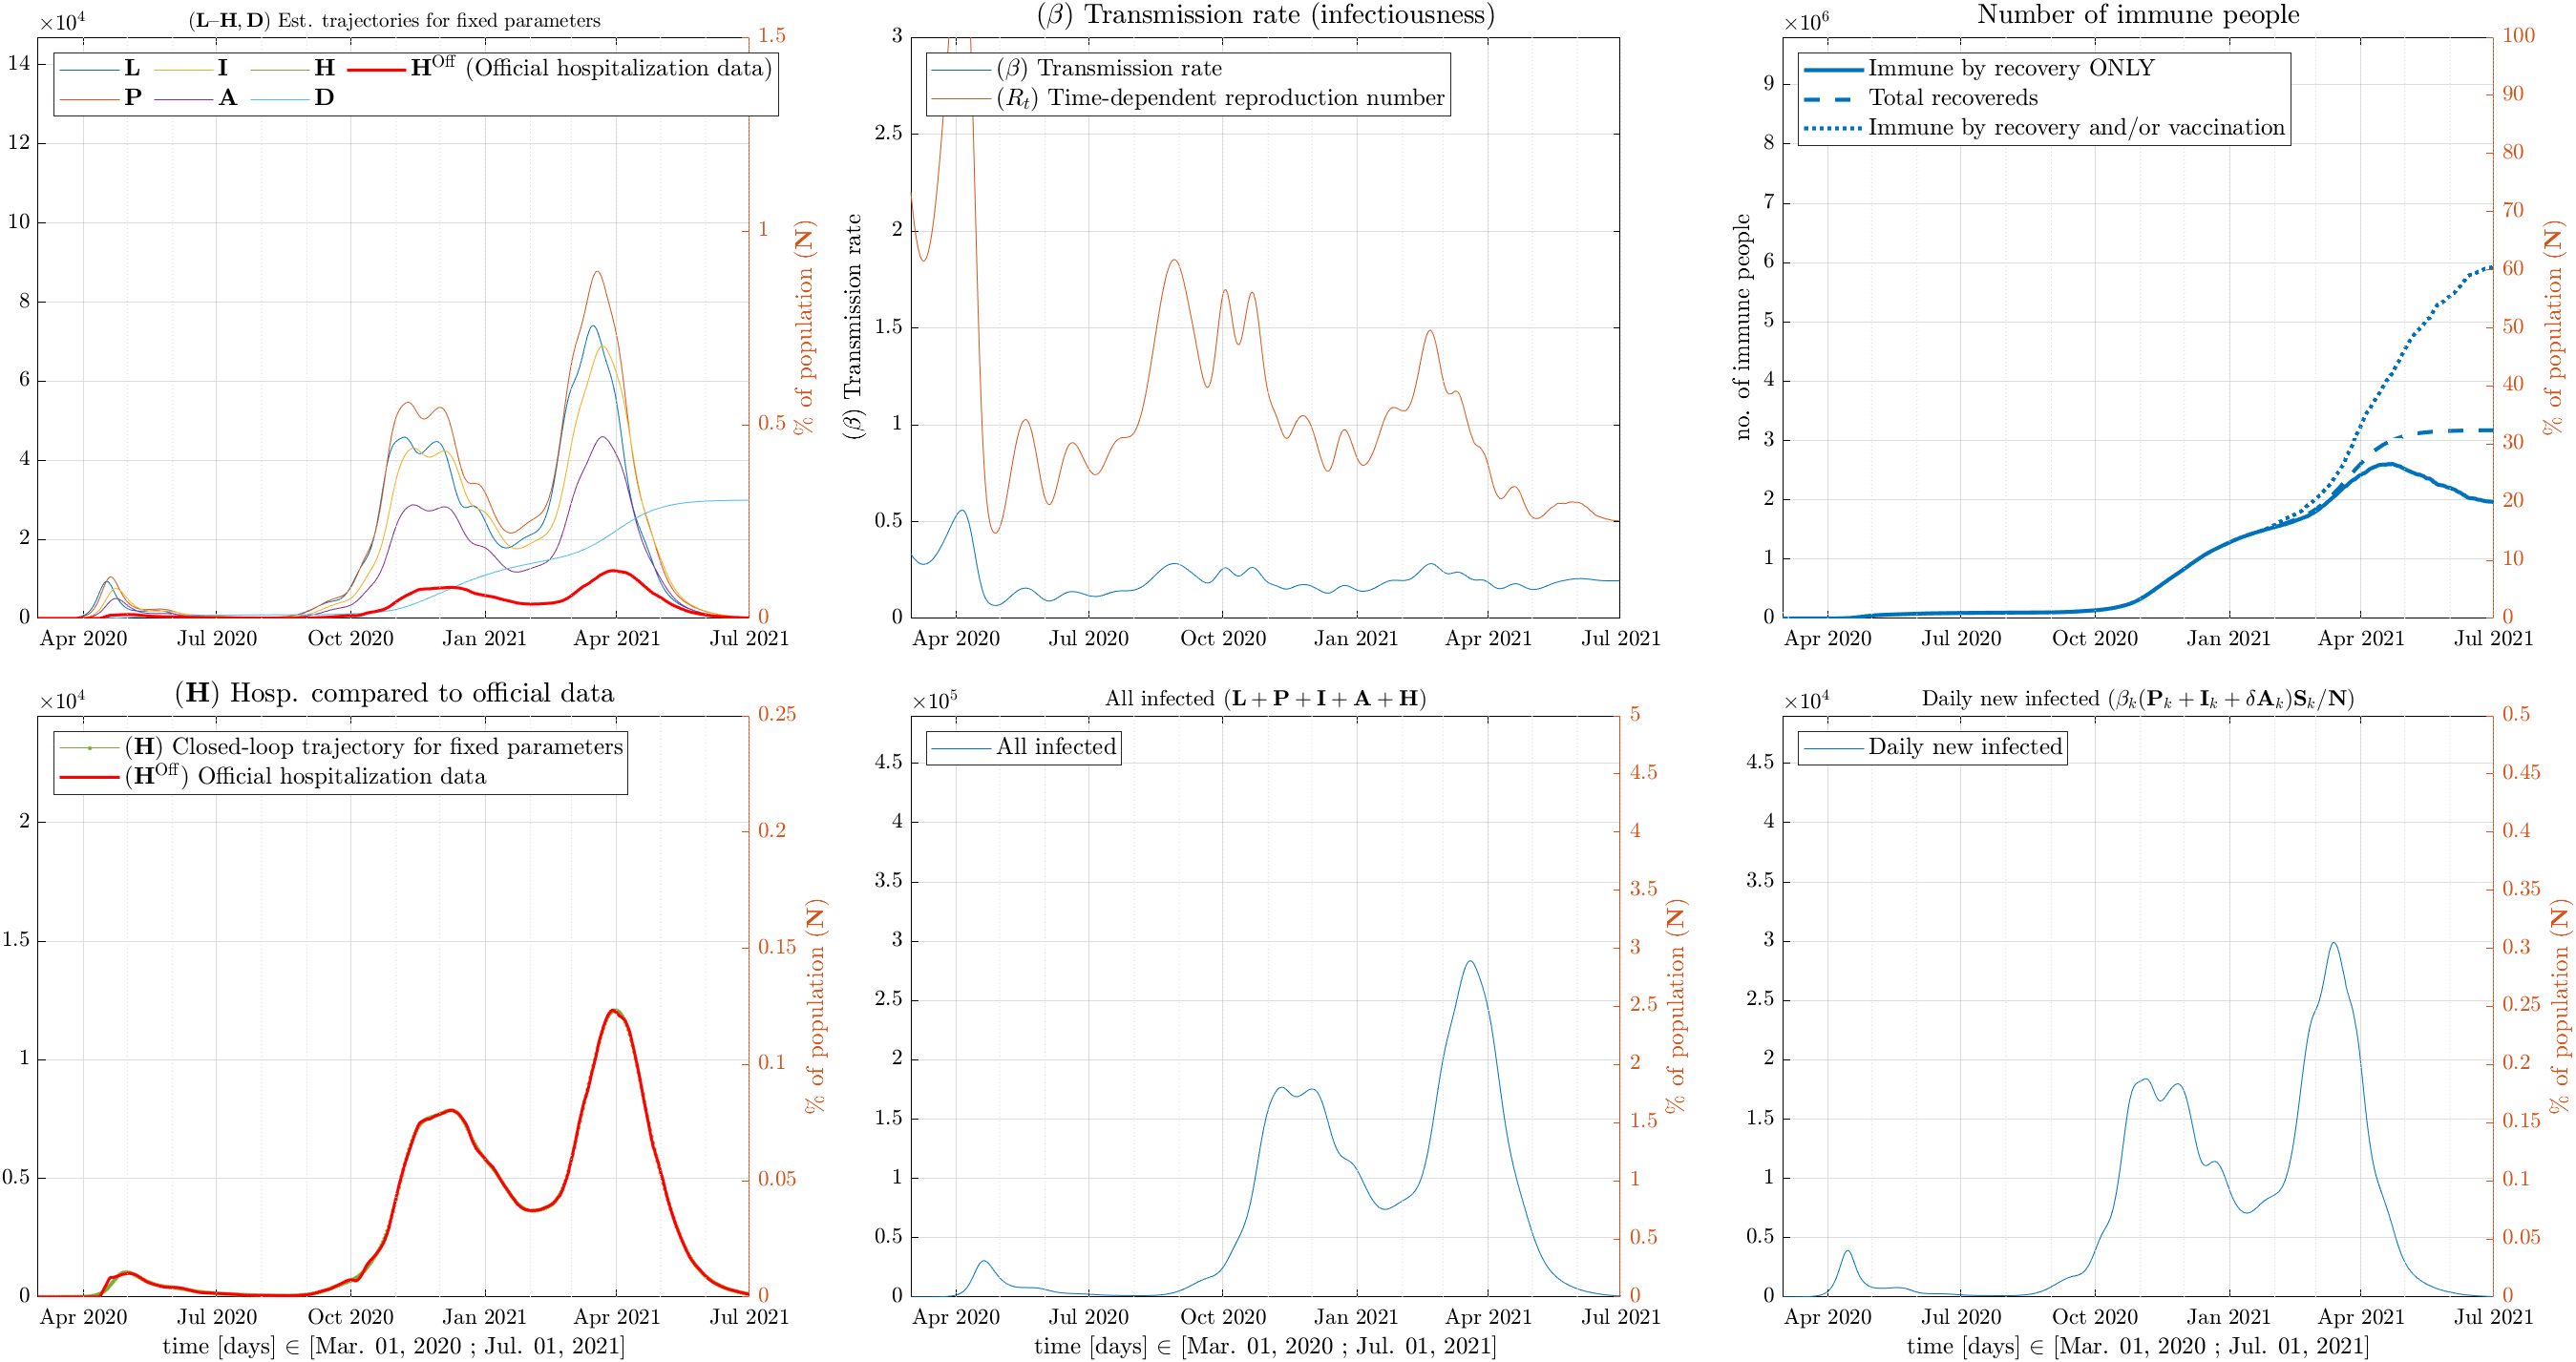 ×10⁴
(L–H, D) Est. trajectories for fixed parameters
L I H H^Off (Official hospitalization data)
P A D
14
12
10
8
6
4
2
0
1.5
1
0.5
0
% of population (N)
Apr 2020 Jul 2020 Oct 2020 Jan 2021 Apr 2021 Jul 2021
(β) Transmission rate (infectiousness)
(β) Transmission rate
(R_t) Time-dependent reproduction number
3
2.5
2
1.5
1
0.5
0
(β) Transmission rate
Apr 2020 Jul 2020 Oct 2020 Jan 2021 Apr 2021 Jul 2021
×10⁶
Number of immune people
Immune by recovery ONLY
Total recovereds
Immune by recovery and/or vaccination
9
8
7
6
5
4
3
2
1
0
no. of immune people
100
90
80
70
60
50
40
30
20
10
0
% of population (N)
Apr 2020 Jul 2020 Oct 2020 Jan 2021 Apr 2021 Jul 2021
×10⁴
(H) Hosp. compared to official data
(H) Closed-loop trajectory for fixed parameters
(H^Off) Official hospitalization data
2
1.5
1
0.5
0
0.25
0.2
0.15
0.1
0.05
0
% of population (N)
Apr 2020 Jul 2020 Oct 2020 Jan 2021 Apr 2021 Jul 2021
time [days] ∈ [Mar. 01, 2020 ; Jul. 01, 2021]
×10⁵
All infected (L + P + I + A + H)
All infected
4.5
4
3.5
3
2.5
2
1.5
1
0.5
0
5
4.5
4
3.5
3
2.5
2
1.5
1
0.5
0
% of population (N)
Apr 2020 Jul 2020 Oct 2020 Jan 2021 Apr 2021 Jul 2021
time [days] ∈ [Mar. 01, 2020 ; Jul. 01, 2021]
×10⁴
Daily new infected (β_k(P_k + I_k + δA_k)S_k/N)
Daily new infected
4.5
4
3.5
3
2.5
2
1.5
1
0.5
0
0.5
0.45
0.4
0.35
0.3
0.25
0.2
0.15
0.1
0.05
0
% of population (N)
Apr 2020 Jul 2020 Oct 2020 Jan 2021 Apr 2021 Jul 2021
time [days] ∈ [Mar. 01, 2020 ; Jul. 01, 2021]